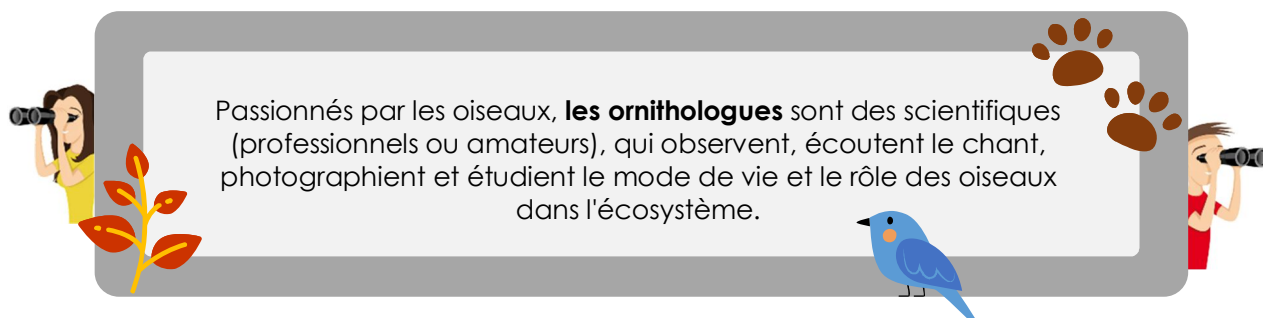 Passionnés par les oiseaux, les ornithologues sont des scientifiques
(professionnels ou amateurs), qui observent, écoutent le chant,
photographient et étudient le mode de vie et le rôle des oiseaux
dans l'écosystème.